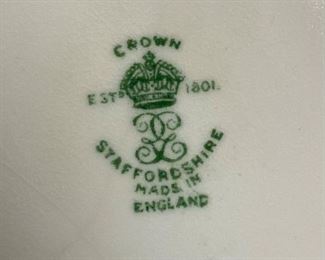 CROWN
ESTD 1801.
STAFFORDSHIRE
MADE IN
ENGLAND